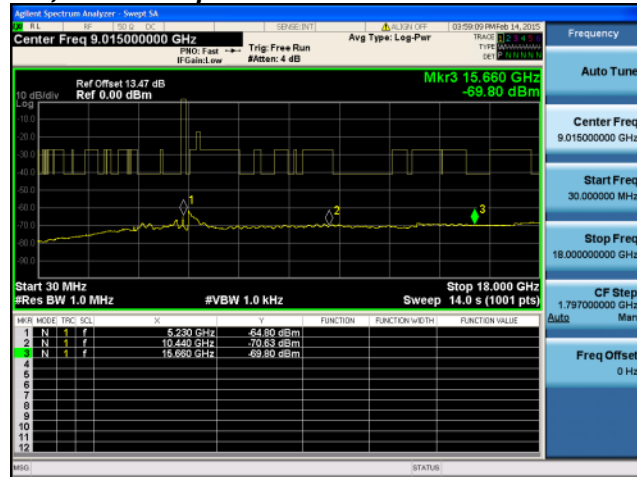 Agilent Spectrum Analyzer - Swept SA
RL RF 50 Ω DC SENSE:INT ALIGN OFF 03:59:09 PM Feb 14, 2015
Center Freq 9.015000000 GHz
PNO: Fast
IFGain:Low
Trig: Free Run
#Atten: 4 dB
Avg Type: Log-Pwr
TRACE 1 2 3 4 5 6
TYPE
DET P N N N N N
Ref Offset 13.47 dB
Ref 0.00 dBm
10 dB/div
Log
Mkr3 15.660 GHz
-69.80 dBm
-10.0
-20.0
-30.0
-40.0
-50.0
-60.0
-70.0
-80.0
-90.0
1
2
3
Start 30 MHz
Stop 18.000 GHz
#Res BW 1.0 MHz
#VBW 1.0 kHz
Sweep 14.0 s (1001 pts)
MKR MODE TRC SCL X Y FUNCTION FUNCTION WIDTH FUNCTION VALUE
1 N 1 f 5.230 GHz -64.80 dBm
2 N 1 f 10.440 GHz -70.63 dBm
3 N 1 f 15.660 GHz -69.80 dBm
4
5
6
7
8
9
10
11
12
MSG STATUS
Frequency
Auto Tune
Center Freq
9.015000000 GHz
Start Freq
30.000000 MHz
Stop Freq
18.000000000 GHz
CF Step
1.797000000 GHz
Auto Man
Freq Offset
0 Hz